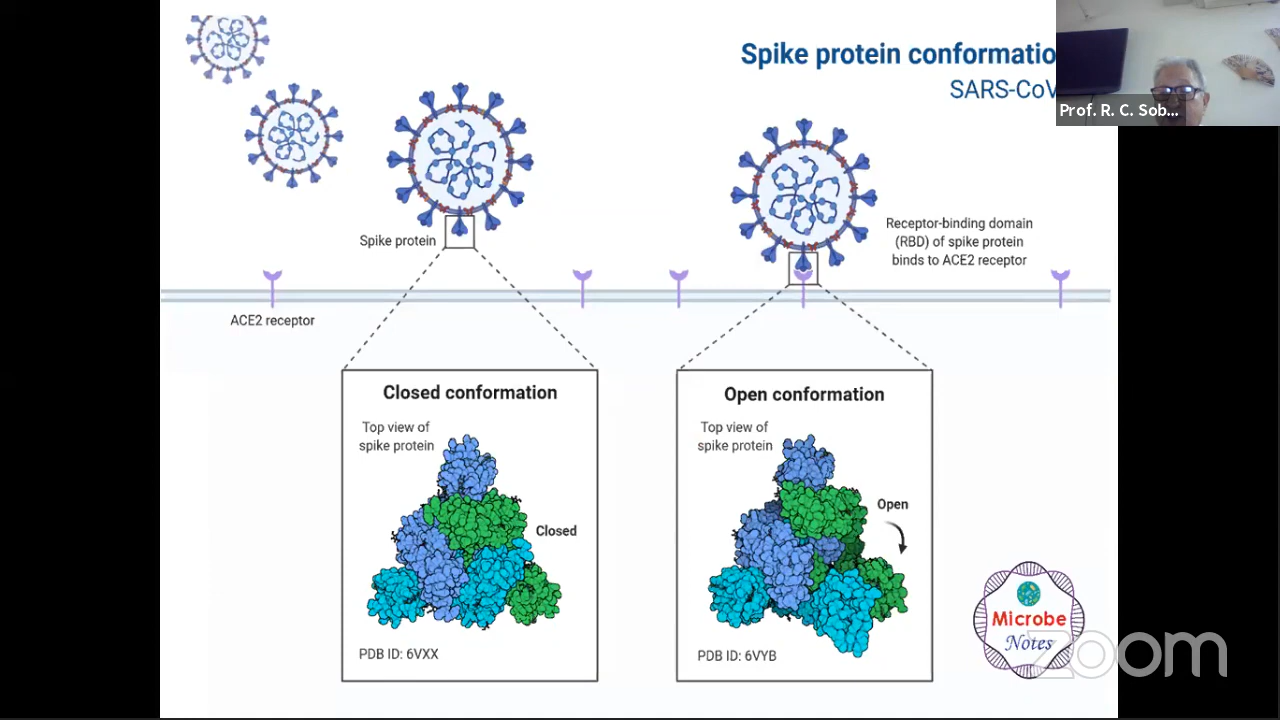 Spike protein conformatio
SARS-CoV
Prof. R. C. Sob...
Receptor-binding domain
(RBD) of spike protein
binds to ACE2 receptor
Spike protein
ACE2 receptor
Closed conformation
Top view of
spike protein
Closed
PDB ID: 6VXX
Open conformation
Top view of
spike protein
Open
PDB ID: 6VYB
Microbe
Notes
zoom